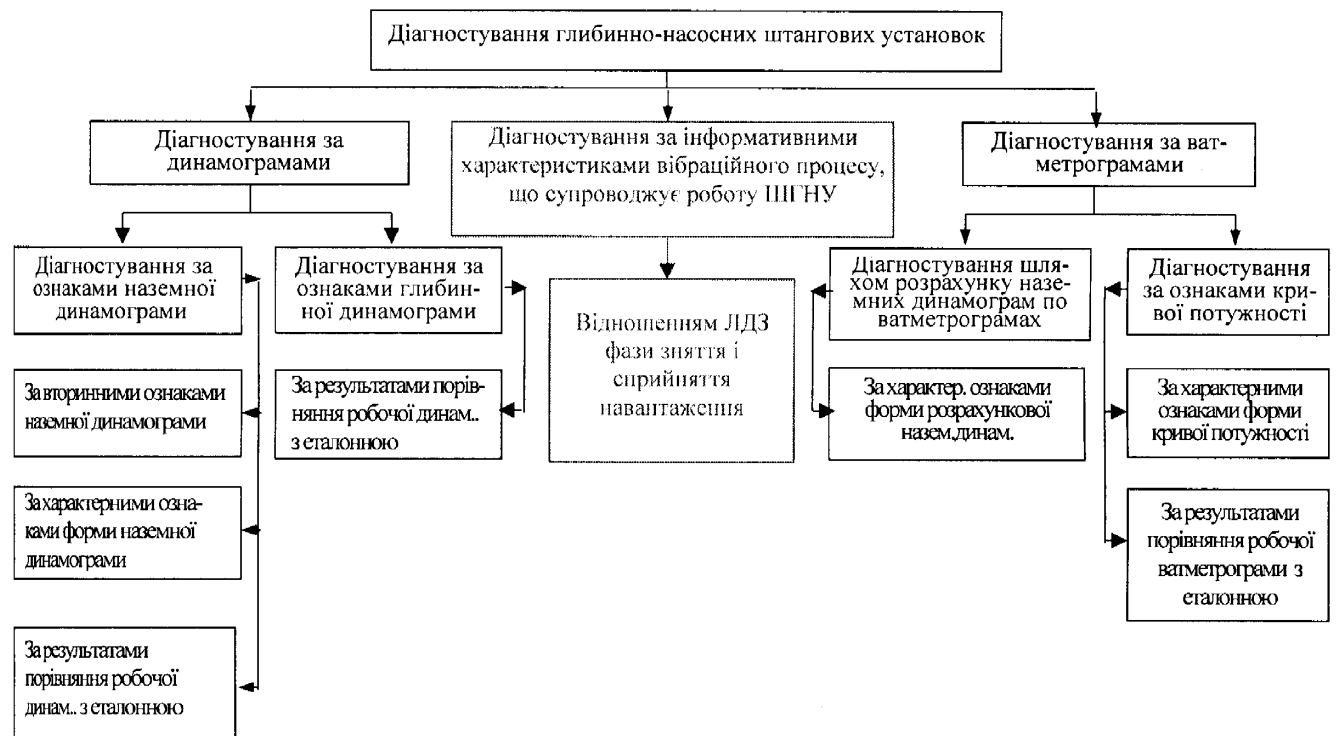 Діагностування глибинно-насосних штангових установок
Діагностування за
динамограмами
Діагностування за інформативними
характеристиками вібраційного процесу,
що супроводжує роботу ШГНУ
Діагностування за ват-
метрограмами
Діагностування за
ознаками наземної
динамограми
Діагностування за
ознаками глибин-
ної динамограми
Відношенням ЛДЗ
фази зняття і
сприйняття
навантаження
Діагностування шля-
хом розрахунку назе-
мних динамограм по
ватметрограмах
Діагностування
за ознаками кри-
вої потужності
За вторинними ознаками
наземної динамограми
За результатами порів-
няння робочої динам..
з еталонною
За характер. ознаками
форми розрахункової
назем.динам.
За характерними
ознаками форми
кривої потужності
За характерними озна-
ками форми наземної
динамограми
За результатами
порівняння робочої
ватметрограми з
еталонною
За результатами
порівняння робочої
динам.. з еталонною